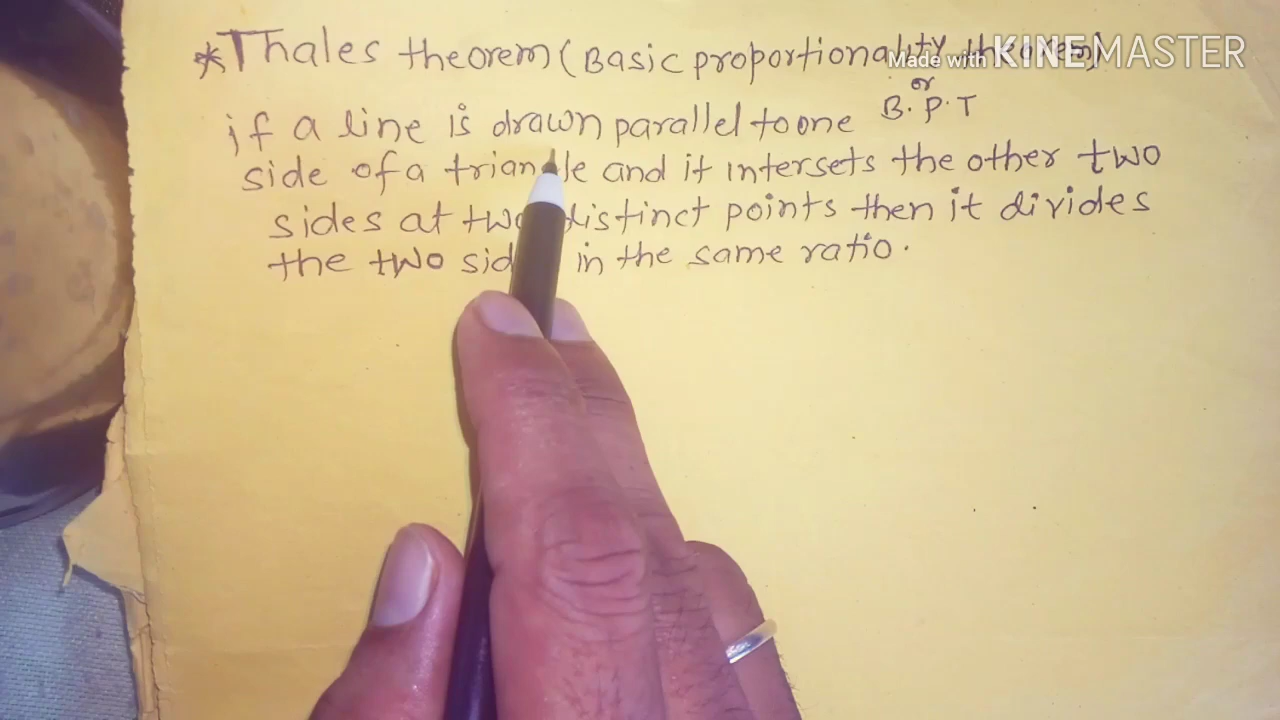 *Thales theorem (Basic proportionality theorem)
Made with KINEMASTER
or
B.P.T
if a line is drawn parallel to one
side of a triangle and it intersets the other two
sides at two distinct points then it divides
the two sides in the same ratio.